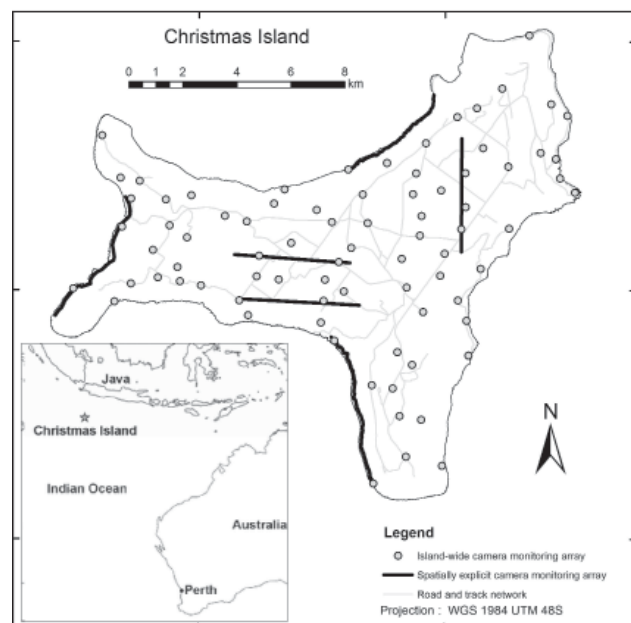 Christmas Island
0 2 4 6 8
km
Java
Christmas Island
Indian Ocean
Australia
Perth
N
Legend
Island-wide camera monitoring array
Spatially explicit camera monitoring array
Road and track network
Projection : WGS 1984 UTM 48S